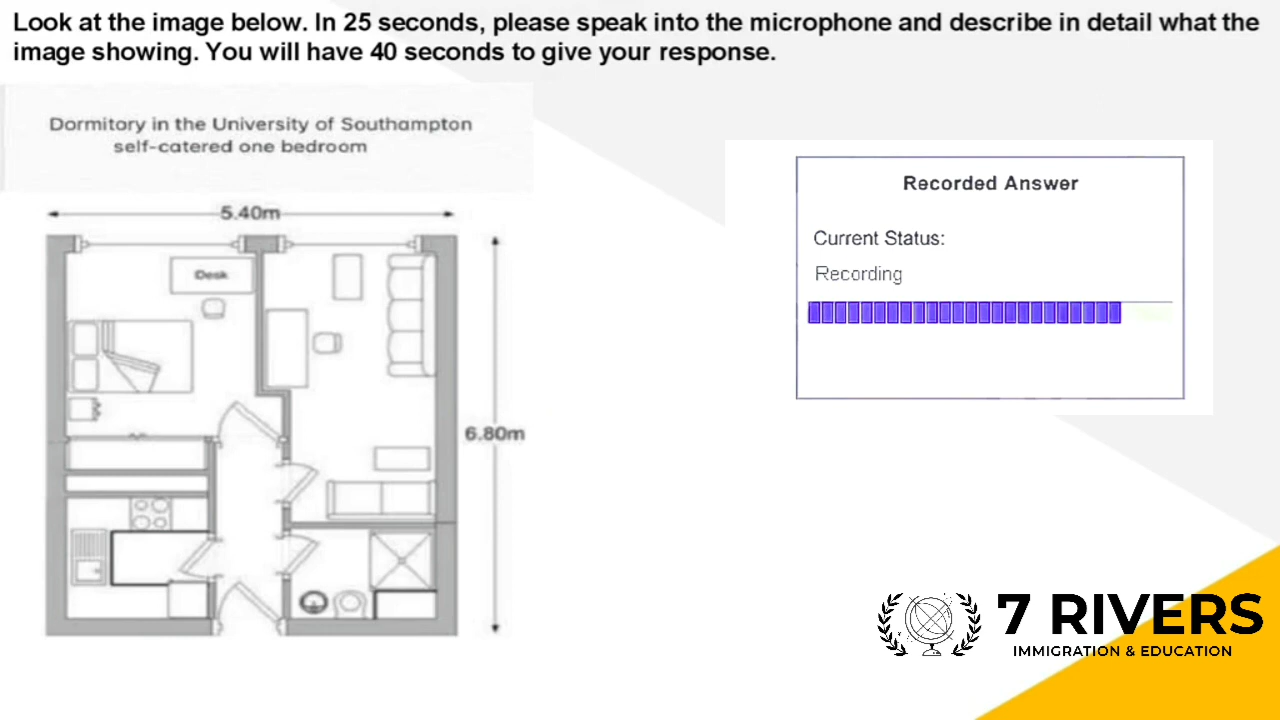 Look at the image below. In 25 seconds, please speak into the microphone and describe in detail what the
image showing. You will have 40 seconds to give your response.
Dormitory in the University of Southampton
self-catered one bedroom
5.40m
Desk
6.80m
Recorded Answer
Current Status:
Recording
7 RIVERS
IMMIGRATION & EDUCATION